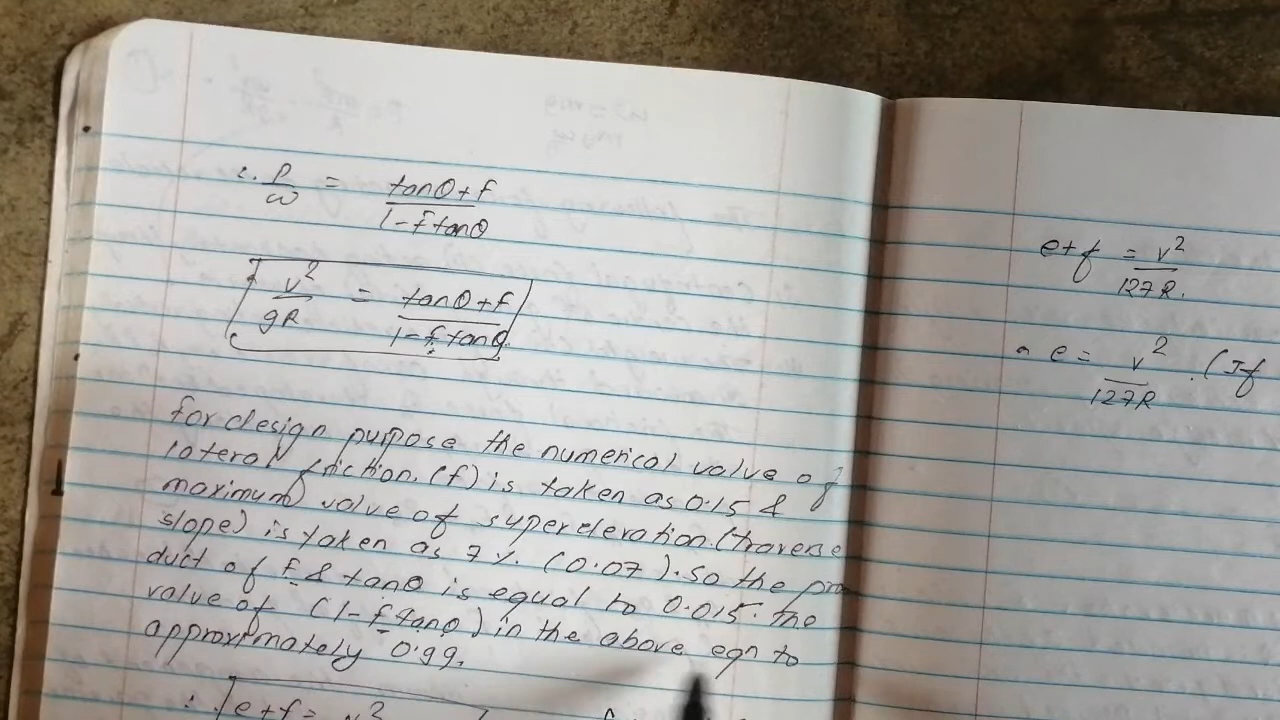 ∴ P/ω = tanθ+f / 1-f tanθ
v²/gR = tanθ+f / 1-f tanθ
for design purpose the numerical value of
lateral friction (f) is taken as 0.15 &
maximum value of superelevation (traverse
slope) is taken as 7%. (0.07). so the pro
duct of f & tanθ is equal to 0.015. the
value of (1-f tanθ) in the above eqn to
approximately 0.99.
∴ e+f = v²
e+f = v²/127R.
e = v²/127R. (If